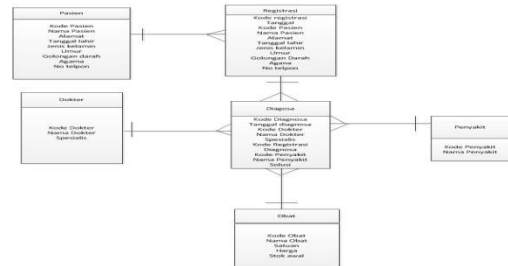 Pasien
Kode Pasien
Nama Pasien
Alamat
Tanggal lahir
Jenis kelamin
Umur
Golongan darah
Agama
No telpon
Registrasi
Kode registrasi
Tanggal
Kode Pasien
Nama Pasien
Alamat
Tanggal lahir
Jenis kelamin
Umur
Golongan Darah
Agama
No telpon
Dokter
Kode Dokter
Nama Dokter
Spesialis
Diagnosa
Kode Diagnosa
Tanggal diagnosa
Kode Dokter
Nama Dokter
Spesialis
Kode Registrasi
Diagnosa
Kode Penyakit
Nama Penyakit
Solusi
Penyakit
Kode Penyakit
Nama Penyakit
Obat
Kode Obat
Nama Obat
Satuan
Harga
Stok awal